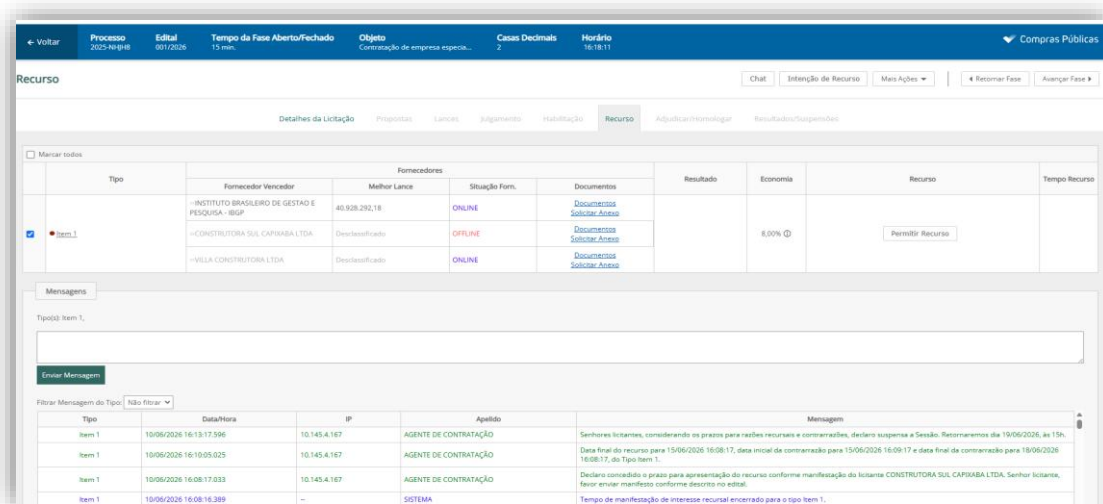 ← Voltar
Processo
2025-NHJH8
Edital
001/2026
Tempo da Fase Aberto/Fechado
15 min.
Objeto
Contratação de empresa especia...
Casas Decimais
2
Horário
16:18:11
Compras Públicas
Recurso
Chat
Intenção de Recurso
Mais Ações
Retornar Fase
Avançar Fase
Detalhes da Licitação
Propostas
Lances
Julgamento
Habilitação
Recurso
Adjudicar/Homologar
Resultados/Suspensões
Marcar todos
Tipo
Fornecedores
Resultado
Economia
Recurso
Tempo Recurso
Fornecedor Vencedor
Melhor Lance
Situação Forn.
Documentos
Item 1
--INSTITUTO BRASILEIRO DE GESTAO E
PESQUISA - IBGP
40.928.292,18
ONLINE
Documentos
Solicitar Anexo
--CONSTRUTORA SUL CAPIXABA LTDA
Desclassificado
OFFLINE
Documentos
Solicitar Anexo
8,00%
Permitir Recurso
--VILLA CONSTRUTORA LTDA
Desclassificado
ONLINE
Documentos
Solicitar Anexo
Mensagens
Tipo(s): Item 1,
Enviar Mensagem
Filtrar Mensagem do Tipo: Não filtrar
Tipo
Data/Hora
IP
Apelido
Mensagem
Item 1
10/06/2026 16:13:17.596
10.145.4.167
AGENTE DE CONTRATAÇÃO
Senhores licitantes, considerando os prazos para razões recursais e contrarrazões, declaro suspensa a Sessão. Retornaremos dia 19/06/2026, às 15h.
Item 1
10/06/2026 16:10:05.025
10.145.4.167
AGENTE DE CONTRATAÇÃO
Data final do recurso para 15/06/2026 16:08:17, data inicial da contrarrazão para 15/06/2026 16:09:17 e data final da contrarrazão para 18/06/2026
16:08:17, do Tipo Item 1.
Item 1
10/06/2026 16:08:17.033
10.145.4.167
AGENTE DE CONTRATAÇÃO
Declaro concedido o prazo para apresentação do recurso conforme manifestação do licitante CONSTRUTORA SUL CAPIXABA LTDA. Senhor licitante,
favor enviar manifesto conforme descrito no edital.
Item 1
10/06/2026 16:08:16.389
--
SISTEMA
Tempo de manifestação de interesse recursal encerrado para o tipo Item 1.